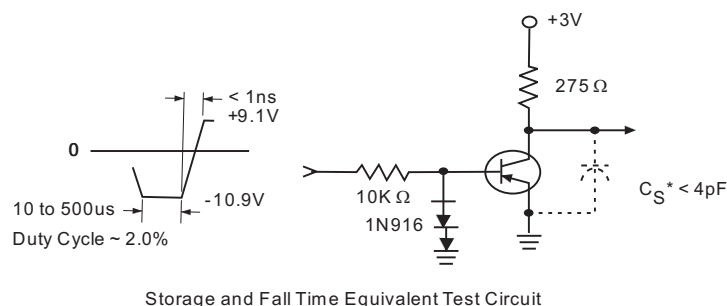 +3V
< 1ns
+9.1V
275 Ω
0
10K Ω
CS* < 4pF
-10.9V
10 to 500us
1N916
Duty Cycle ~ 2.0%
Storage and Fall Time Equivalent Test Circuit